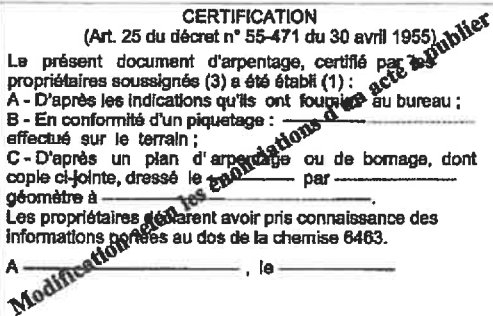 CERTIFICATION
(Art. 25 du décret n° 55-471 du 30 avril 1955)
Le présent document d'arpentage, certifié par les
propriétaires soussignés (3) a été établi (1) :
A - D'après les indications qu'ils ont fournies au bureau ;
B - En conformité d'un piquetage :
effectué sur le terrain ;
C - D'après un plan d'arpentage ou de bornage, dont
copie ci-jointe, dressé le par
géomètre à .
Les propriétaires déclarent avoir pris connaissance des
informations portées au dos de la chemise 6463.
A , le
Modification selon les énonciations d'un acte à publier